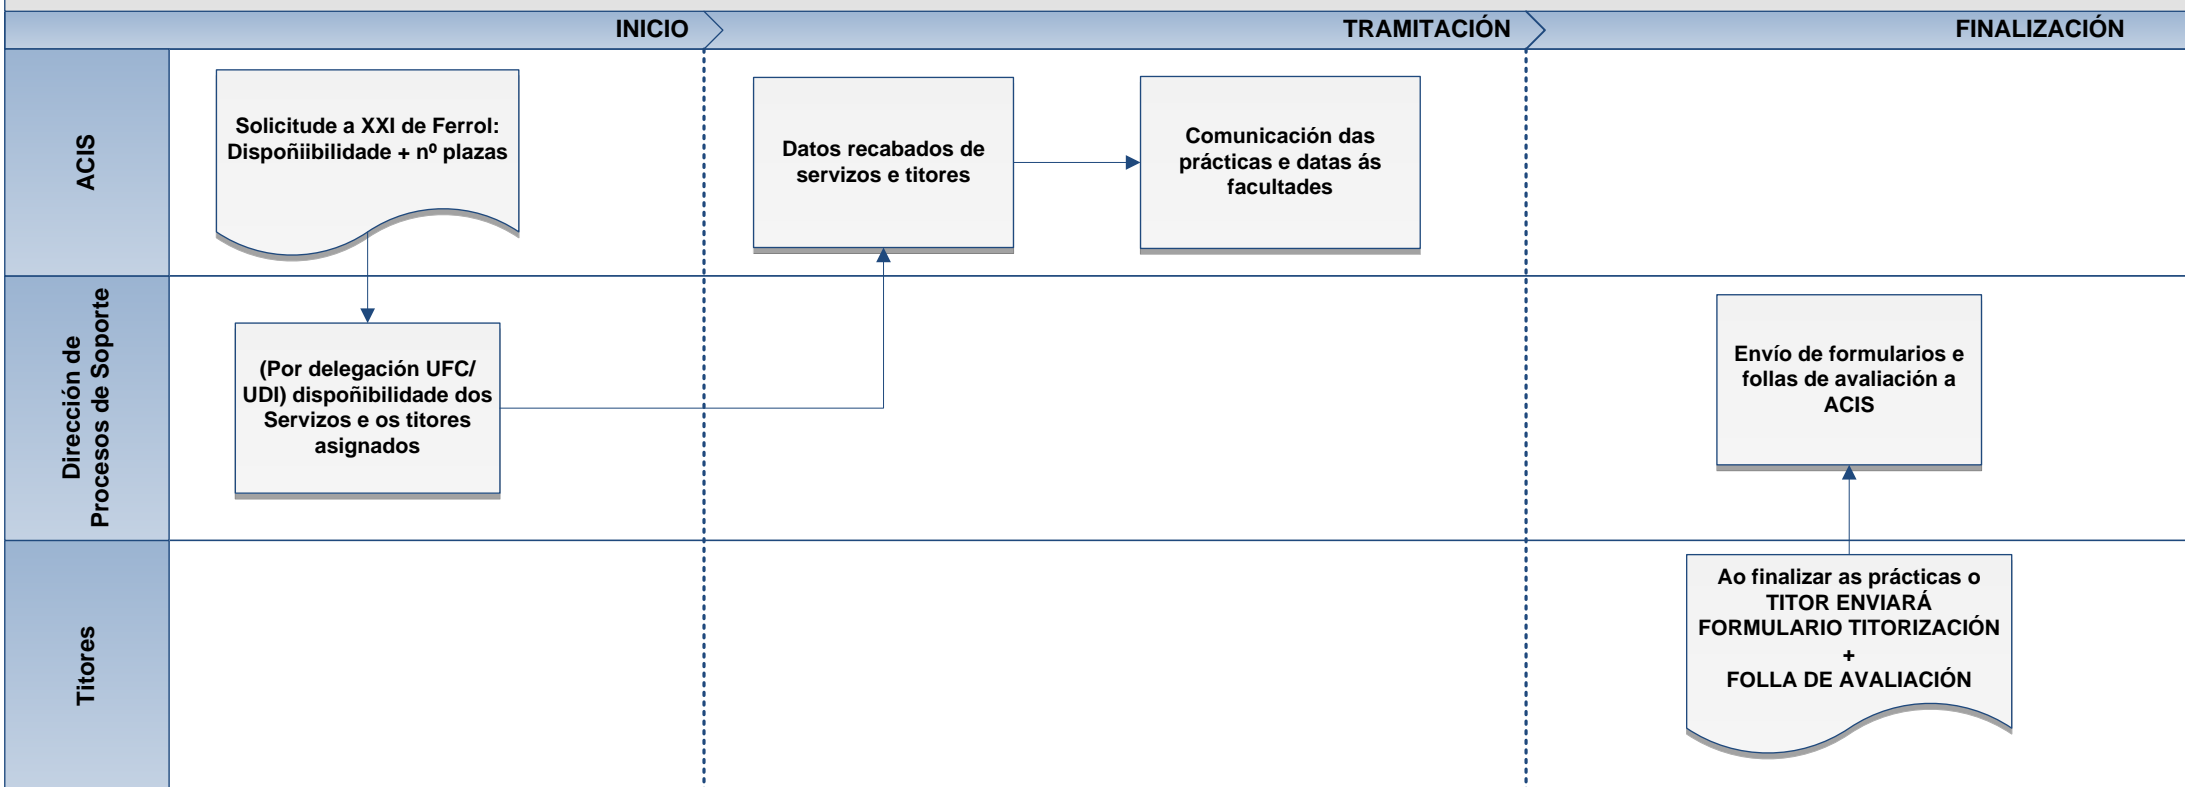 INICIO
TRAMITACIÓN
FINALIZACIÓN
ACIS
Solicitude a XXI de Ferrol:
Dispoñiibilidade + nº plazas
Datos recabados de
servizos e titores
Comunicación das
prácticas e datas ás
facultades
Dirección de
Procesos de Soporte
(Por delegación UFC/
UDI) dispoñibilidade dos
Servizos e os titores
asignados
Envío de formularios e
follas de avaliación a
ACIS
Titores
Ao finalizar as prácticas o
TITOR ENVIARÁ
FORMULARIO TITORIZACIÓN
+
FOLLA DE AVALIACIÓN